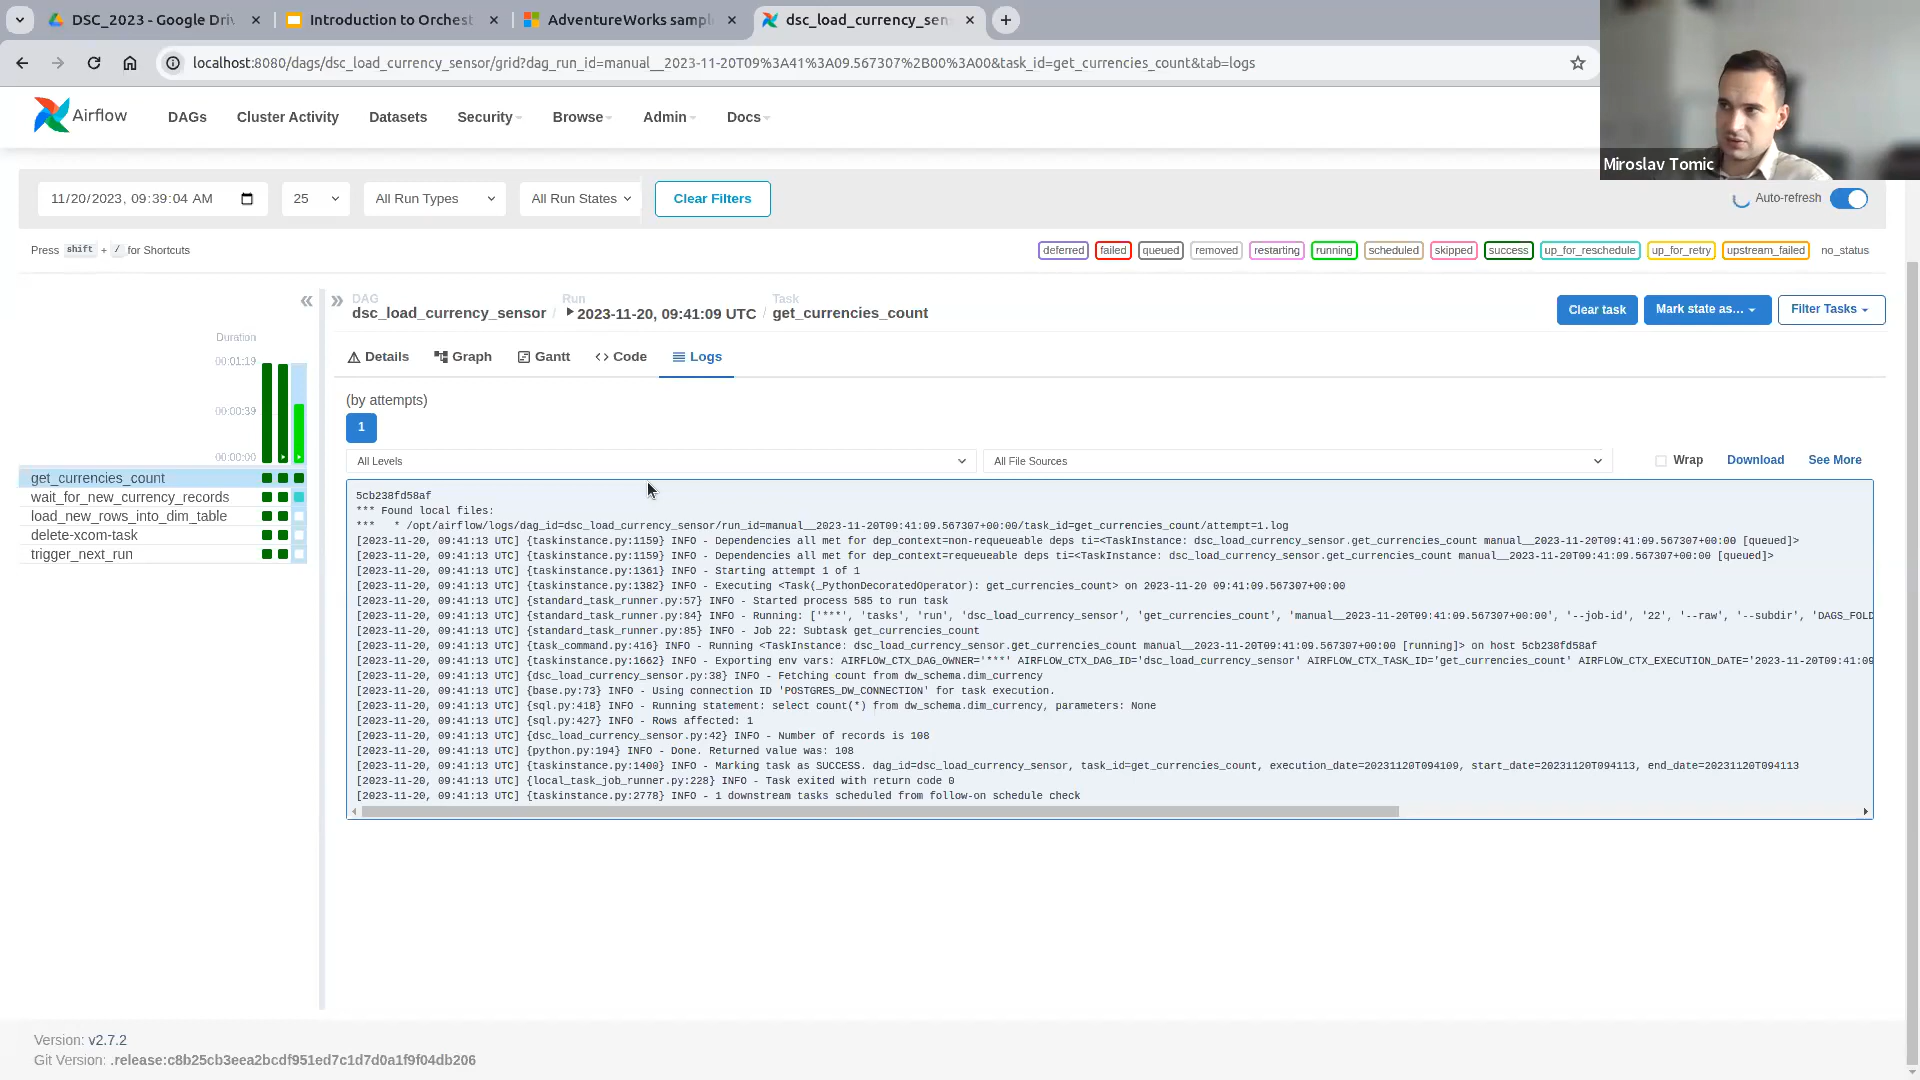 DSC_2023 - Google Driv
Introduction to Orchest
AdventureWorks sampl
dsc_load_currency_sen
localhost:8080/dags/dsc_load_currency_sensor/grid?dag_run_id=manual__2023-11-20T09%3A41%3A09.567307%2B00%3A00&task_id=get_currencies_count&tab=logs
Airflow
DAGs
Cluster Activity
Datasets
Security
Browse
Admin
Docs
Miroslav Tomic
11/20/2023, 09:39:04 AM
25
All Run Types
All Run States
Clear Filters
Auto-refresh
Press shift + / for Shortcuts
deferred
failed
queued
removed
restarting
running
scheduled
skipped
success
up_for_reschedule
up_for_retry
upstream_failed
no_status
DAG
dsc_load_currency_sensor
Run
2023-11-20, 09:41:09 UTC
Task
get_currencies_count
Clear task
Mark state as...
Filter Tasks
Duration
00:01:19
00:00:39
00:00:00
get_currencies_count
wait_for_new_currency_records
load_new_rows_into_dim_table
delete-xcom-task
trigger_next_run
Details
Graph
Gantt
Code
Logs
(by attempts)
1
All Levels
All File Sources
Wrap
Download
See More
5cb238fd58af
*** Found local files:
***   * /opt/airflow/logs/dag_id=dsc_load_currency_sensor/run_id=manual__2023-11-20T09:41:09.567307+00:00/task_id=get_currencies_count/attempt=1.log
[2023-11-20, 09:41:13 UTC] {taskinstance.py:1159} INFO - Dependencies all met for dep_context=non-requeueable deps ti=<TaskInstance: dsc_load_currency_sensor.get_currencies_count manual__2023-11-20T09:41:09.567307+00:00 [queued]>
[2023-11-20, 09:41:13 UTC] {taskinstance.py:1159} INFO - Dependencies all met for dep_context=requeueable deps ti=<TaskInstance: dsc_load_currency_sensor.get_currencies_count manual__2023-11-20T09:41:09.567307+00:00 [queued]>
[2023-11-20, 09:41:13 UTC] {taskinstance.py:1361} INFO - Starting attempt 1 of 1
[2023-11-20, 09:41:13 UTC] {taskinstance.py:1382} INFO - Executing <Task(_PythonDecoratedOperator): get_currencies_count> on 2023-11-20 09:41:09.567307+00:00
[2023-11-20, 09:41:13 UTC] {standard_task_runner.py:57} INFO - Started process 585 to run task
[2023-11-20, 09:41:13 UTC] {standard_task_runner.py:84} INFO - Running: ['***', 'tasks', 'run', 'dsc_load_currency_sensor', 'get_currencies_count', 'manual__2023-11-20T09:41:09.567307+00:00', '--job-id', '22', '--raw', '--subdir', 'DAGS_FOLD
[2023-11-20, 09:41:13 UTC] {standard_task_runner.py:85} INFO - Job 22: Subtask get_currencies_count
[2023-11-20, 09:41:13 UTC] {task_command.py:416} INFO - Running <TaskInstance: dsc_load_currency_sensor.get_currencies_count manual__2023-11-20T09:41:09.567307+00:00 [running]> on host 5cb238fd58af
[2023-11-20, 09:41:13 UTC] {taskinstance.py:1662} INFO - Exporting env vars: AIRFLOW_CTX_DAG_OWNER='***' AIRFLOW_CTX_DAG_ID='dsc_load_currency_sensor' AIRFLOW_CTX_TASK_ID='get_currencies_count' AIRFLOW_CTX_EXECUTION_DATE='2023-11-20T09:41:09
[2023-11-20, 09:41:13 UTC] {dsc_load_currency_sensor.py:38} INFO - Fetching count from dw_schema.dim_currency
[2023-11-20, 09:41:13 UTC] {base.py:73} INFO - Using connection ID 'POSTGRES_DW_CONNECTION' for task execution.
[2023-11-20, 09:41:13 UTC] {sql.py:418} INFO - Running statement: select count(*) from dw_schema.dim_currency, parameters: None
[2023-11-20, 09:41:13 UTC] {sql.py:427} INFO - Rows affected: 1
[2023-11-20, 09:41:13 UTC] {dsc_load_currency_sensor.py:42} INFO - Number of records is 108
[2023-11-20, 09:41:13 UTC] {python.py:194} INFO - Done. Returned value was: 108
[2023-11-20, 09:41:13 UTC] {taskinstance.py:1400} INFO - Marking task as SUCCESS. dag_id=dsc_load_currency_sensor, task_id=get_currencies_count, execution_date=20231120T094109, start_date=20231120T094113, end_date=20231120T094113
[2023-11-20, 09:41:13 UTC] {local_task_job_runner.py:228} INFO - Task exited with return code 0
[2023-11-20, 09:41:13 UTC] {taskinstance.py:2778} INFO - 1 downstream tasks scheduled from follow-on schedule check
Version: v2.7.2
Git Version: .release:c8b25cb3eea2bcdf951ed7c1d7d0a1f9f04db206